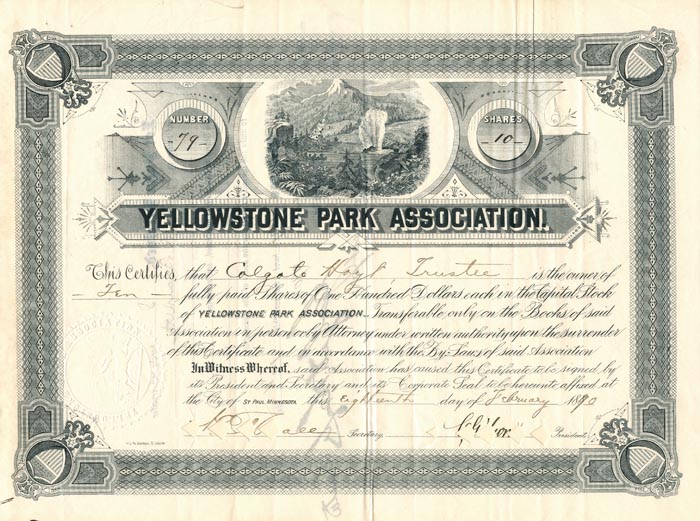 NUMBER
79
SHARES
10
YELLOWSTONE PARK ASSOCIATION.
This Certifies, that Colgate Hoyt, Trustee is the owner of
Ten fully paid Shares of One Hundred Dollars each in the Capital Stock
of YELLOWSTONE PARK ASSOCIATION. Transferable only on the Books of said
Association in person or by Attorney under written authority upon the surrender
of this Certificate and in accordance with the By-Laws of said Association
In Witness Whereof, said Association has caused this Certificate to be signed by
its President and Secretary and its Corporate Seal to be hereunto affixed at
the City of ST PAUL MINNESOTA. this Eighteenth day of February 1890
Secretary. President.